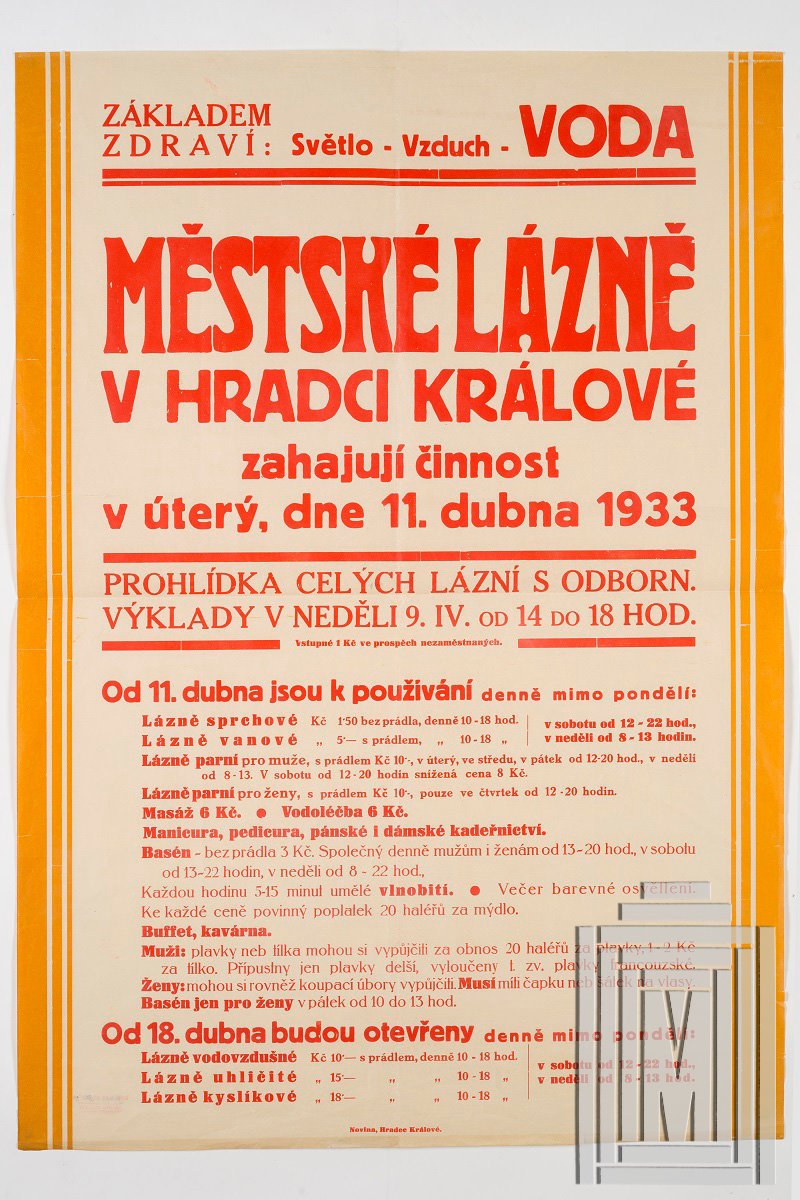 ZÁKLADEM
ZDRAVÍ: Světlo - Vzduch - VODA
MĚSTSKÉ LÁZNĚ
V HRADCI KRÁLOVÉ
zahajují činnost
v úterý, dne 11. dubna 1933
PROHLÍDKA CELÝCH LÁZNÍ S ODBORN.
VÝKLADY V NEDĚLI 9. IV. OD 14 DO 18 HOD.
Vstupné 1 Kč ve prospěch nezaměstnaných.
Od 11. dubna jsou k používání denně mimo pondělí:
Lázně sprchové Kč 1·50 bez prádla, denně 10 - 18 hod.
Lázně vanové „ 5·— s prádlem, „ 10 - 18 „
v sobotu od 12 - 22 hod.,
v neděli od 8 - 13 hodin.
Lázně parní pro muže, s prádlem Kč 10·-, v úterý, ve středu, v pátek od 12-20 hod., v neděli
od 8-13. V sobotu od 12-20 hodin snížená cena 8 Kč.
Lázně parní pro ženy, s prádlem Kč 10·-, pouze ve čtvrtek od 12 - 20 hodin.
Masáž 6 Kč. ● Vodoléčba 6 Kč.
Manicura, pedicura, pánské i dámské kadeřnictví.
Basén - bez prádla 3 Kč. Společný denně mužům i ženám od 13-20 hod., v sobotu
od 13-22 hodin, v neděli od 8 - 22 hod.,
Každou hodinu 5-15 minut umělé vlnobití. ● Večer barevné osvětlení.
Ke každé ceně povinný poplatek 20 haléřů za mýdlo.
Buffet, kavárna.
Muži: plavky neb lílka mohou si vypůjčiti za obnos 20 haléřů za plavky, 1 - 2 Kč
za lílko. Přípustny jen plavky delší, vyloučeny t. zv. plavky francouzské.
Ženy: mohou si rovněž koupací úbory vypůjčiti. Musí míti čapku neb šátek na vlasy.
Basén jen pro ženy v pátek od 10 do 13 hod.
Od 18. dubna budou otevřeny denně mimo pondělí:
Lázně vodovzdušné Kč 10·— s prádlem, denně 10 - 18 hod.
Lázně uhličité „ 15·— „ „ 10 - 18 „
Lázně kyslíkové „ 18·— „ „ 10 - 18 „
v sobotu od 12 - 22 hod.,
v neděli od 8 - 13 hod.
Novina, Hradec Králové.